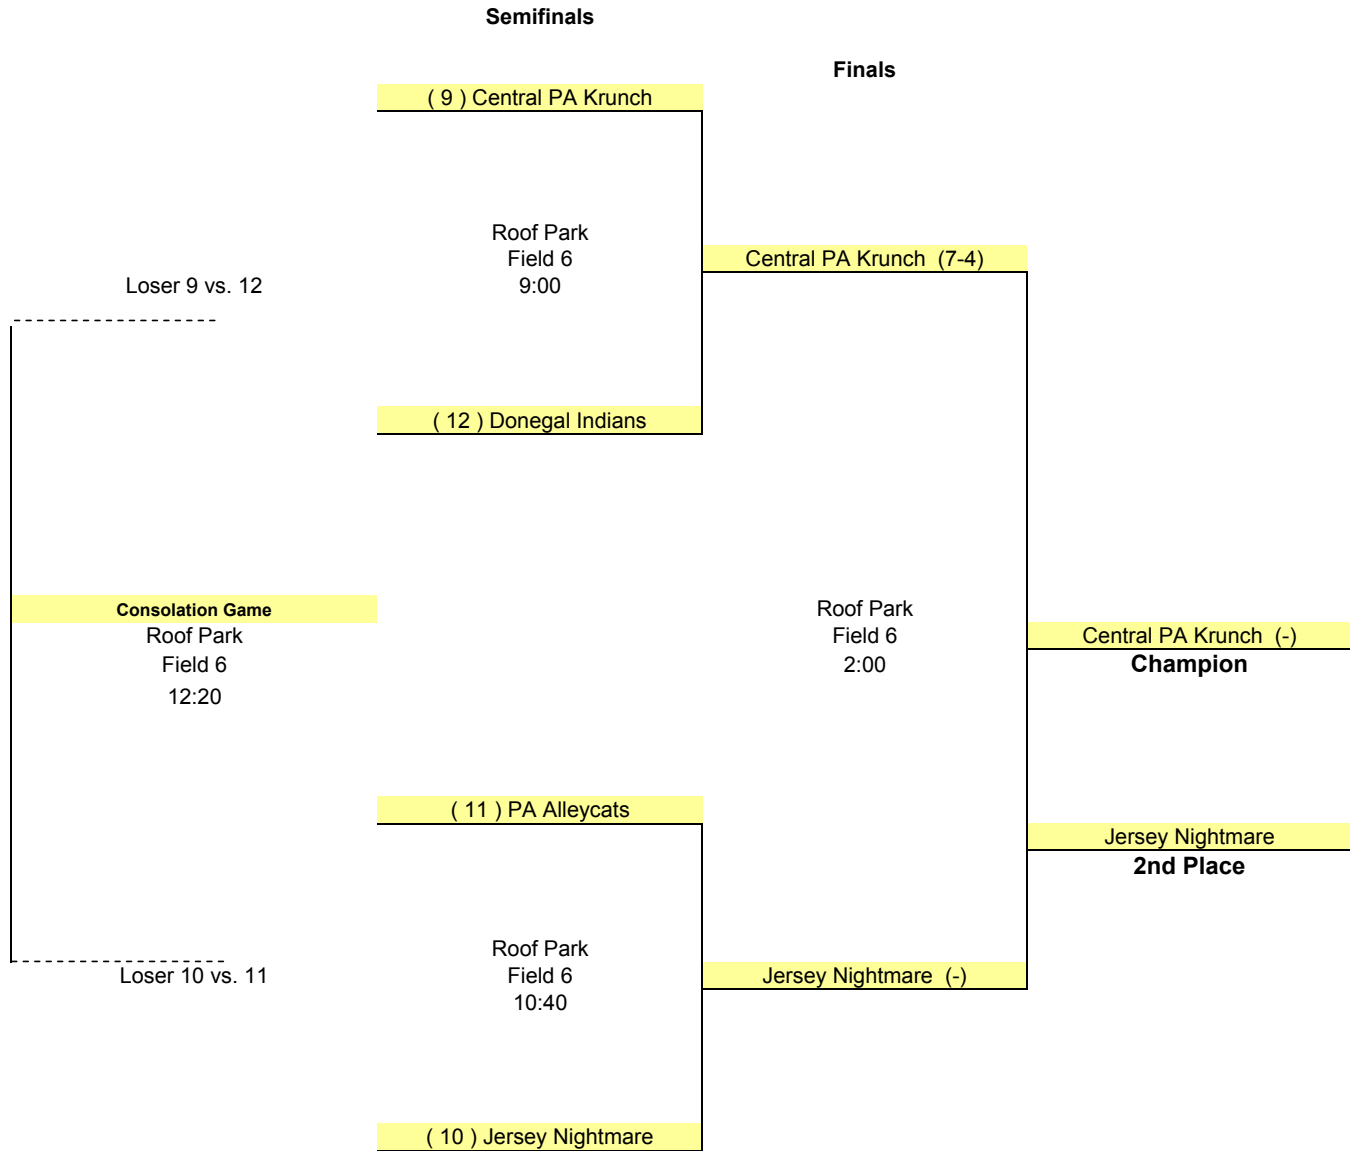 Semifinals
Finals
( 9 ) Central PA Krunch
Roof Park
Field 6
9:00
Central PA Krunch (7-4)
Loser 9 vs. 12
( 12 ) Donegal Indians
Consolation Game
Roof Park
Field 6
12:20
Roof Park
Field 6
2:00
Central PA Krunch (-)
Champion
( 11 ) PA Alleycats
Jersey Nightmare
2nd Place
Roof Park
Field 6
10:40
Loser 10 vs. 11
Jersey Nightmare (-)
( 10 ) Jersey Nightmare